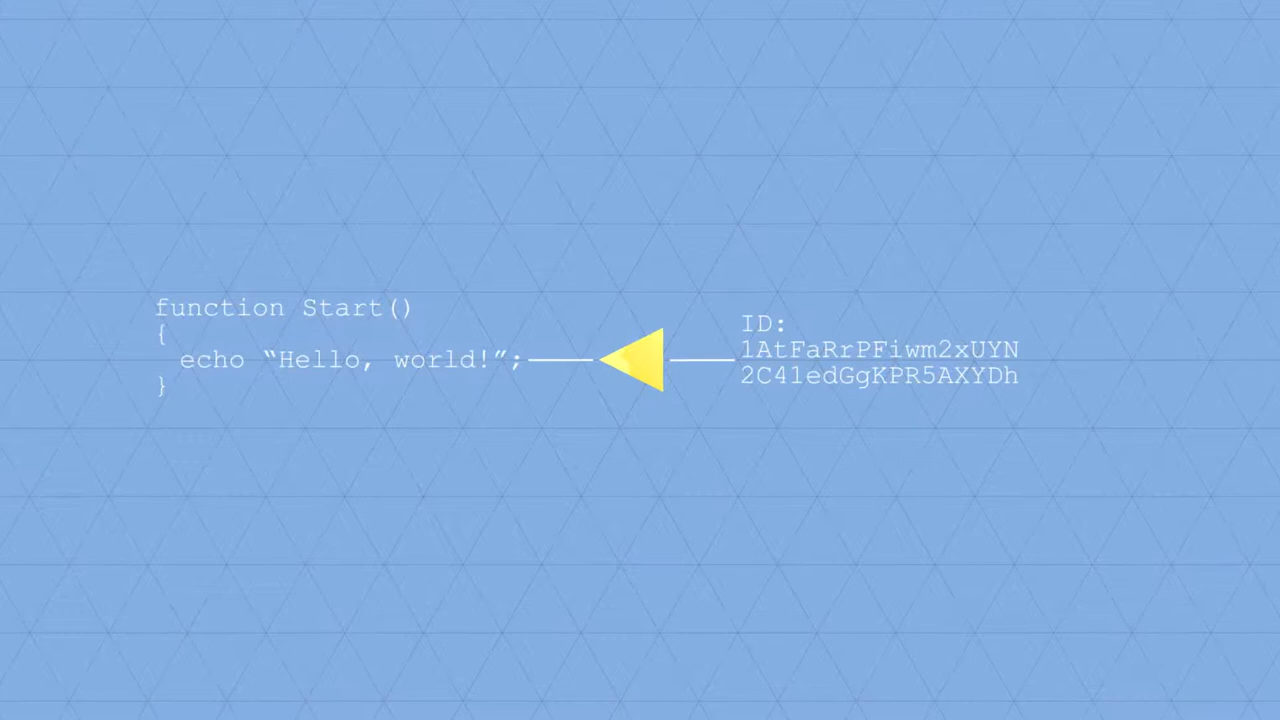 function Start()
{
echo “Hello, world!”;
}
ID:
1AtFaRrPFiwm2xUYN
2C41edGgKPR5AXYDh